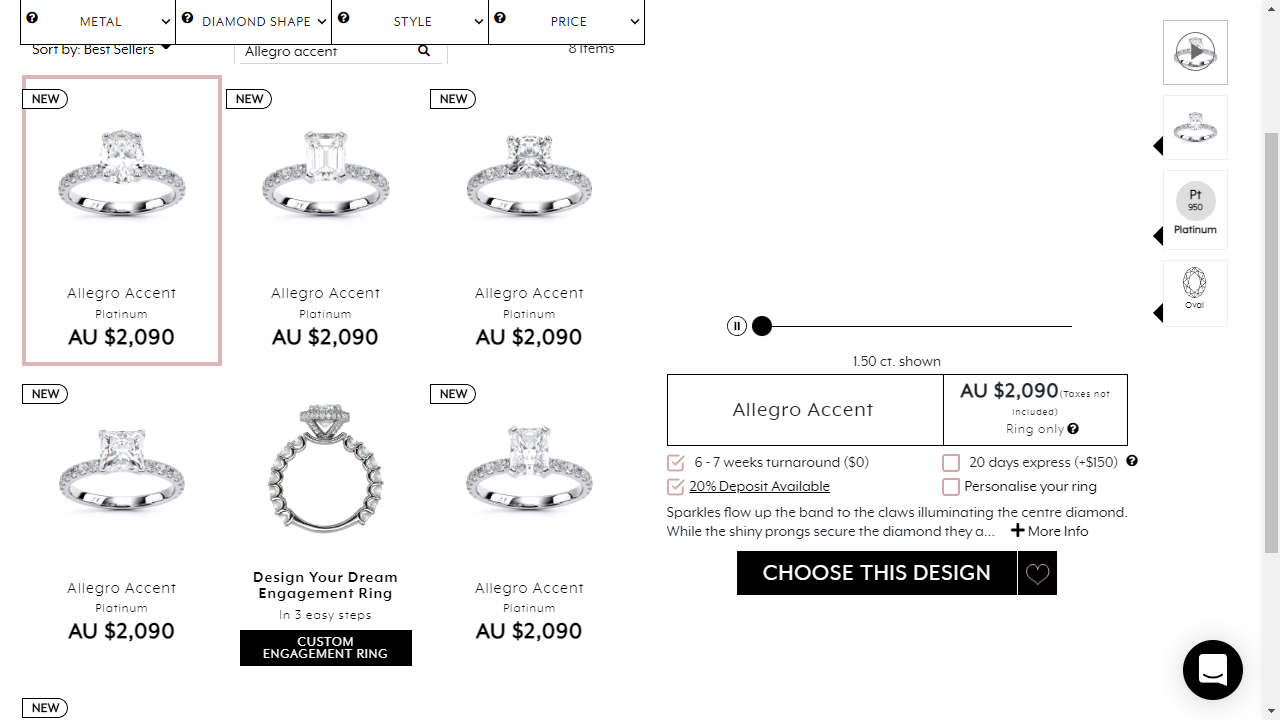 METAL
DIAMOND SHAPE
STYLE
PRICE
Sort by: Best Sellers
Allegro accent
8 Items
NEW
NEW
NEW
Allegro Accent
Platinum
AU $2,090
Allegro Accent
Platinum
AU $2,090
Allegro Accent
Platinum
AU $2,090
NEW
NEW
Allegro Accent
Platinum
AU $2,090
Design Your Dream
Engagement Ring
In 3 easy steps
CUSTOM
ENGAGEMENT RING
Allegro Accent
Platinum
AU $2,090
NEW
Pt
950
Platinum
Oval
1.50 ct. shown
Allegro Accent
AU $2,090 (Taxes not
included)
Ring only
6 - 7 weeks turnaround ($0)
20 days express (+$150)
20% Deposit Available
Personalise your ring
Sparkles flow up the band to the claws illuminating the centre diamond.
While the shiny prongs secure the diamond they a...
More Info
CHOOSE THIS DESIGN